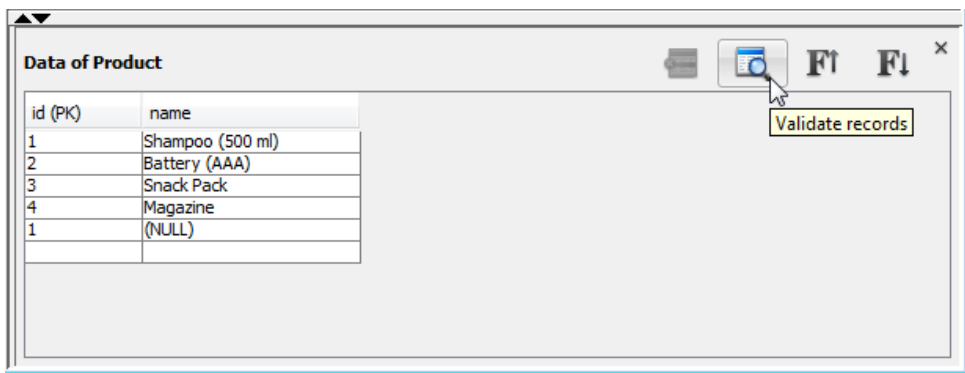 Data of Product
F↑ F↓ ×
Validate records
id (PK) name
1 Shampoo (500 ml)
2 Battery (AAA)
3 Snack Pack
4 Magazine
1 (NULL)